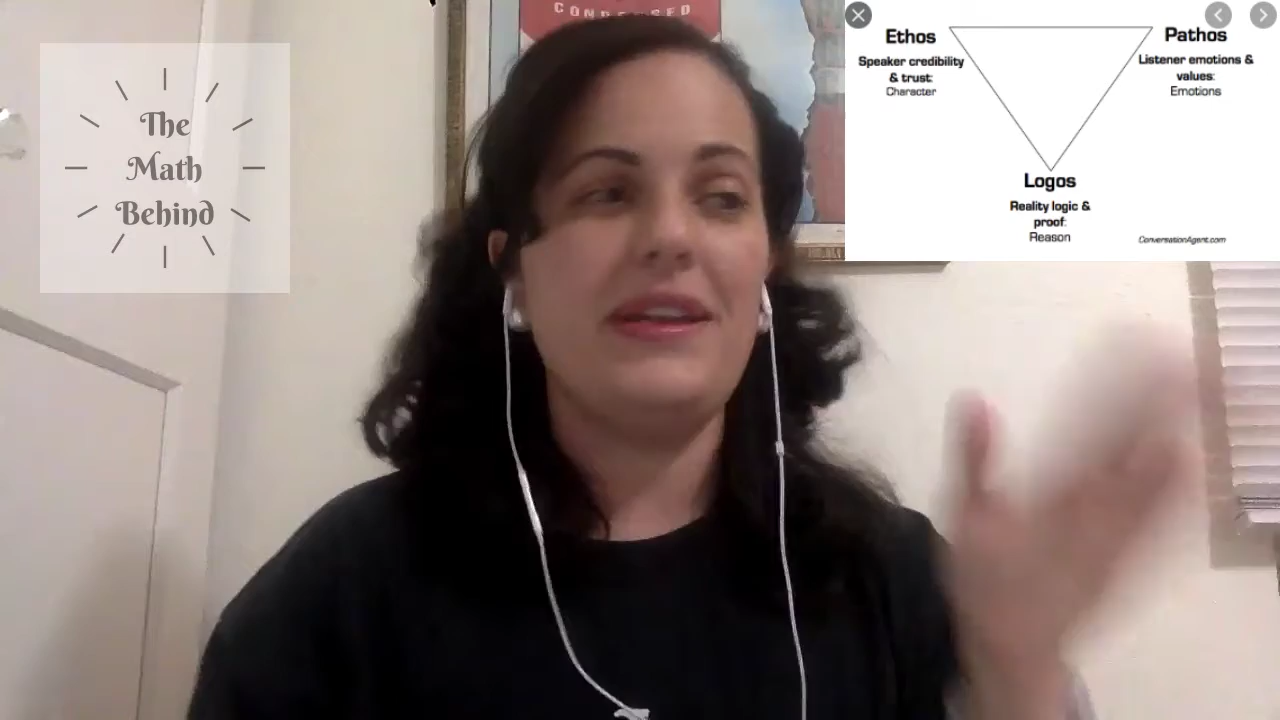 The
Math
Behind
CONDENSED
Ethos
Speaker credibility
& trust:
Character
Pathos
Listener emotions &
values:
Emotions
Logos
Reality logic &
proof:
Reason
ConversationAgent.com